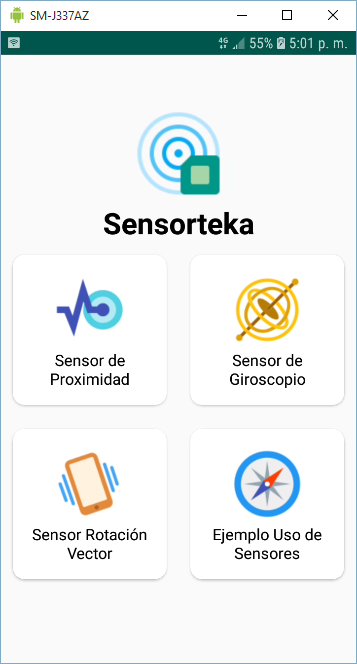 SM-J337AZ
4G 55% 5:01 p. m.
Sensorteka
Sensor de
Proximidad
Sensor de
Giroscopio
Sensor Rotación
Vector
Ejemplo Uso de
Sensores